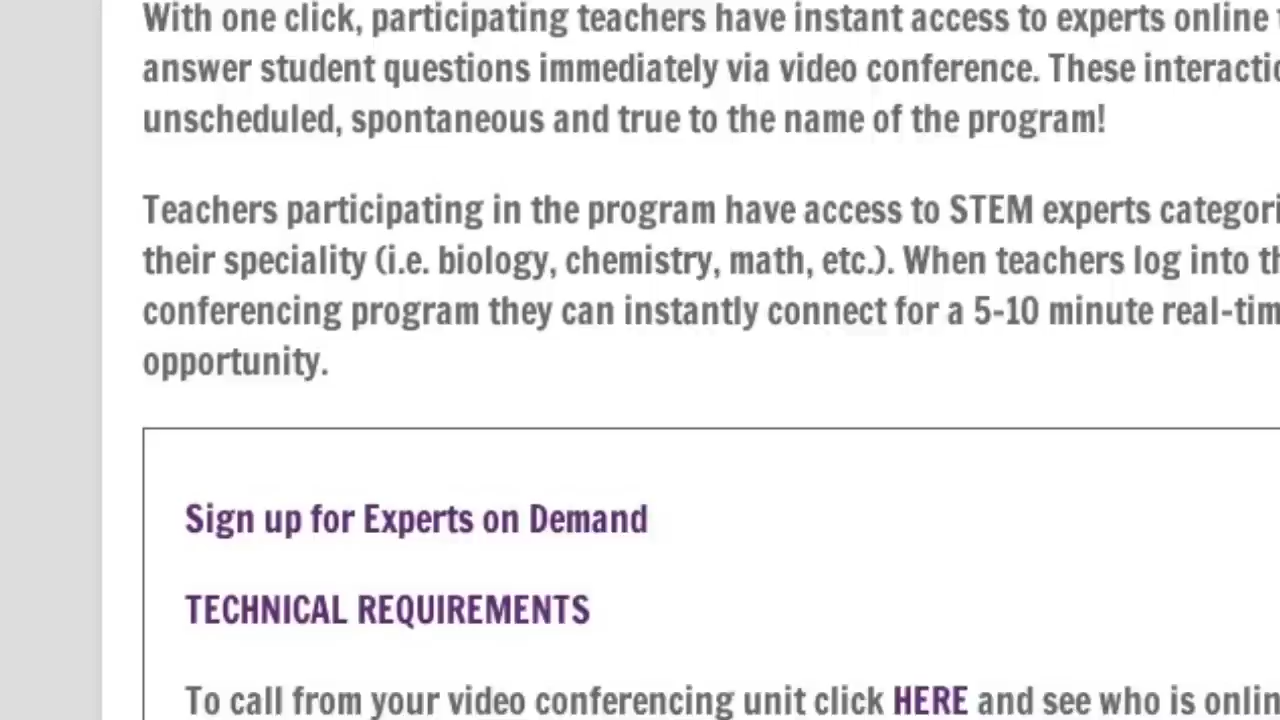 With one click, participating teachers have instant access to experts online
answer student questions immediately via video conference. These interactio
unscheduled, spontaneous and true to the name of the program!
Teachers participating in the program have access to STEM experts categori
their speciality (i.e. biology, chemistry, math, etc.). When teachers log into th
conferencing program they can instantly connect for a 5-10 minute real-tim
opportunity.
Sign up for Experts on Demand
TECHNICAL REQUIREMENTS
To call from your video conferencing unit click HERE and see who is onlin